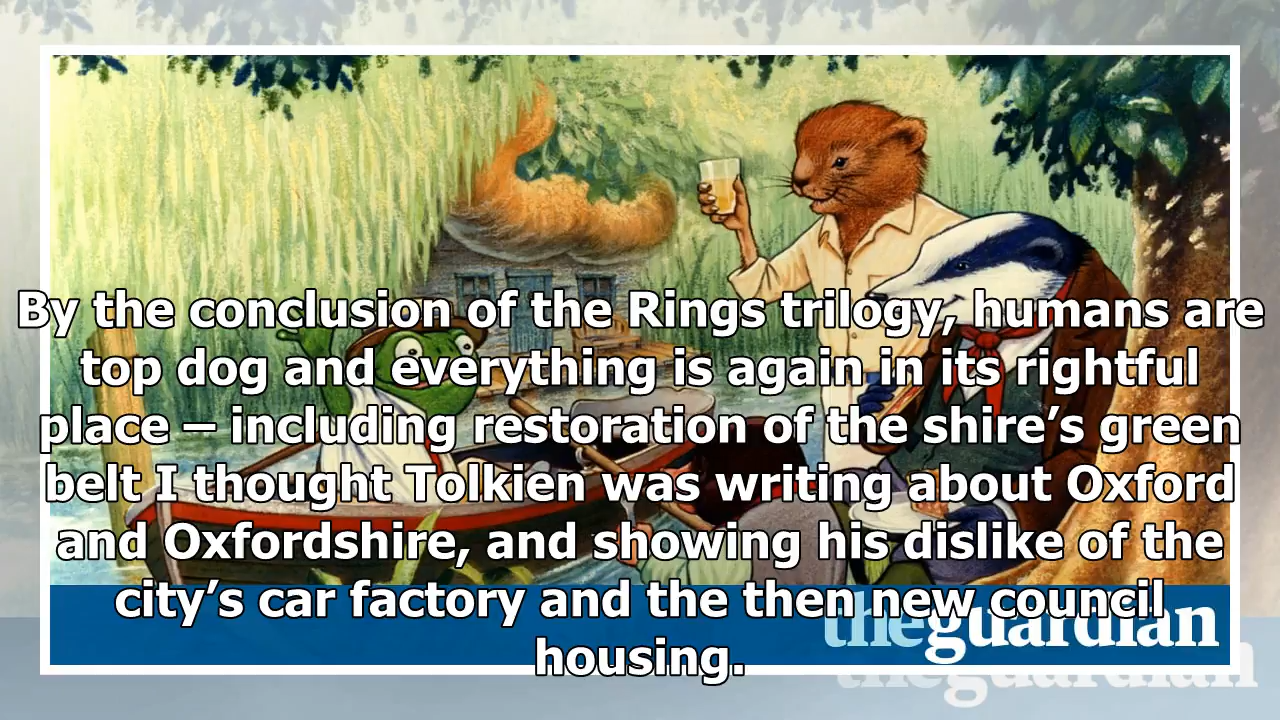 By the conclusion of the Rings trilogy, humans are
top dog and everything is again in its rightful
place – including restoration of the shire’s green
belt I thought Tolkien was writing about Oxford
and Oxfordshire, and showing his dislike of the
city’s car factory and the then new council
housing.
theguardian
theguardian